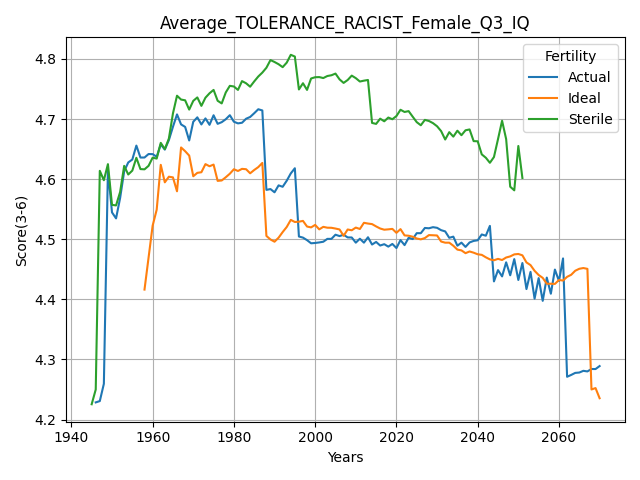 Average_TOLERANCE_RACIST_Female_Q3_IQ
Fertility
Actual
Ideal
Sterile
Score(3-6)
4.8
4.7
4.6
4.5
4.4
4.3
4.2
1940 1960 1980 2000 2020 2040 2060
Years